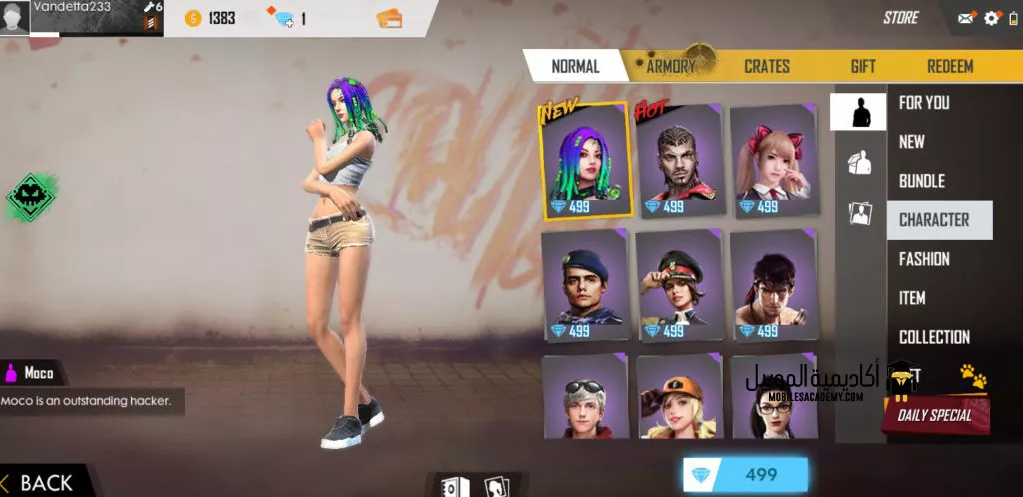 Vandetta233
6
1383
1
STORE
NORMAL
ARMORY
CRATES
GIFT
REDEEM
NEW
HOT
499
499
499
499
499
499
FOR YOU
NEW
BUNDLE
CHARACTER
FASHION
ITEM
COLLECTION
DAILY SPECIAL
أكاديمية الموبيل
MOBILESACADEMY.COM
Moco
Moco is an outstanding hacker.
BACK
499